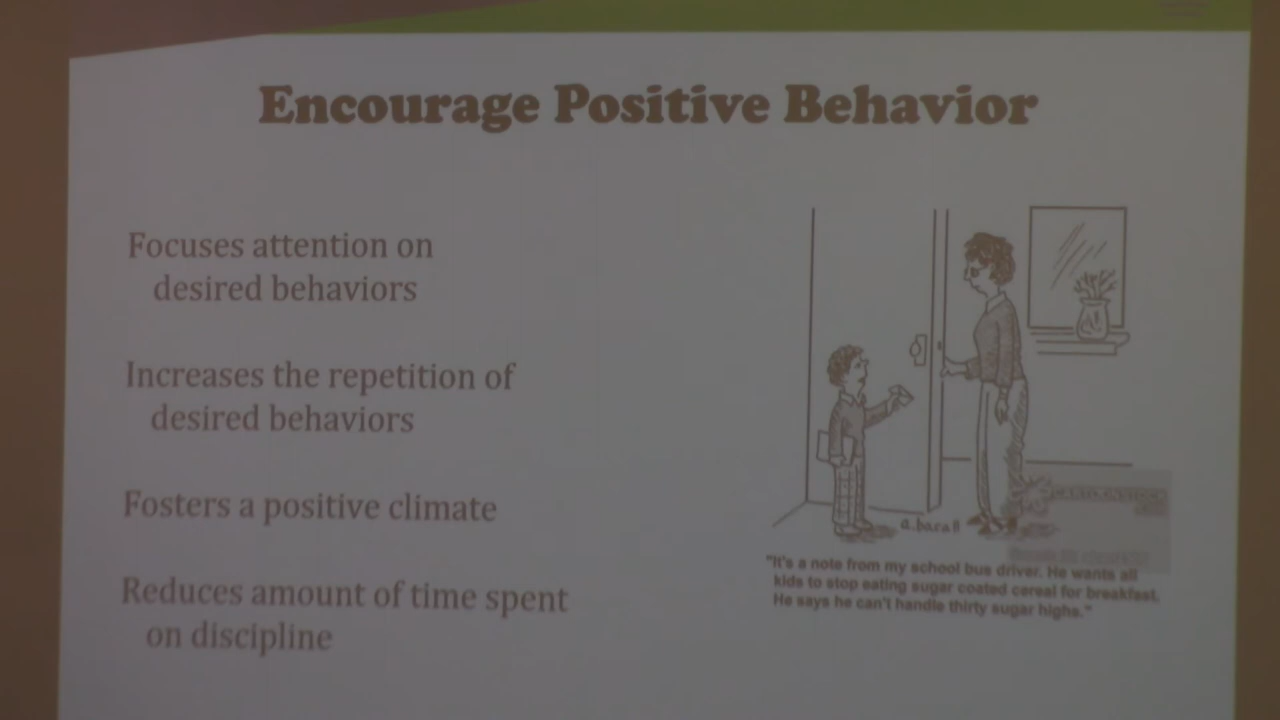 Encourage Positive Behavior
Focuses attention on
desired behaviors
Increases the repetition of
desired behaviors
Fosters a positive climate
Reduces amount of time spent
on discipline
a.bacall
"It's a note from my school bus driver. He wants all
kids to stop eating sugar coated cereal for breakfast.
He says he can't handle thirty sugar highs."